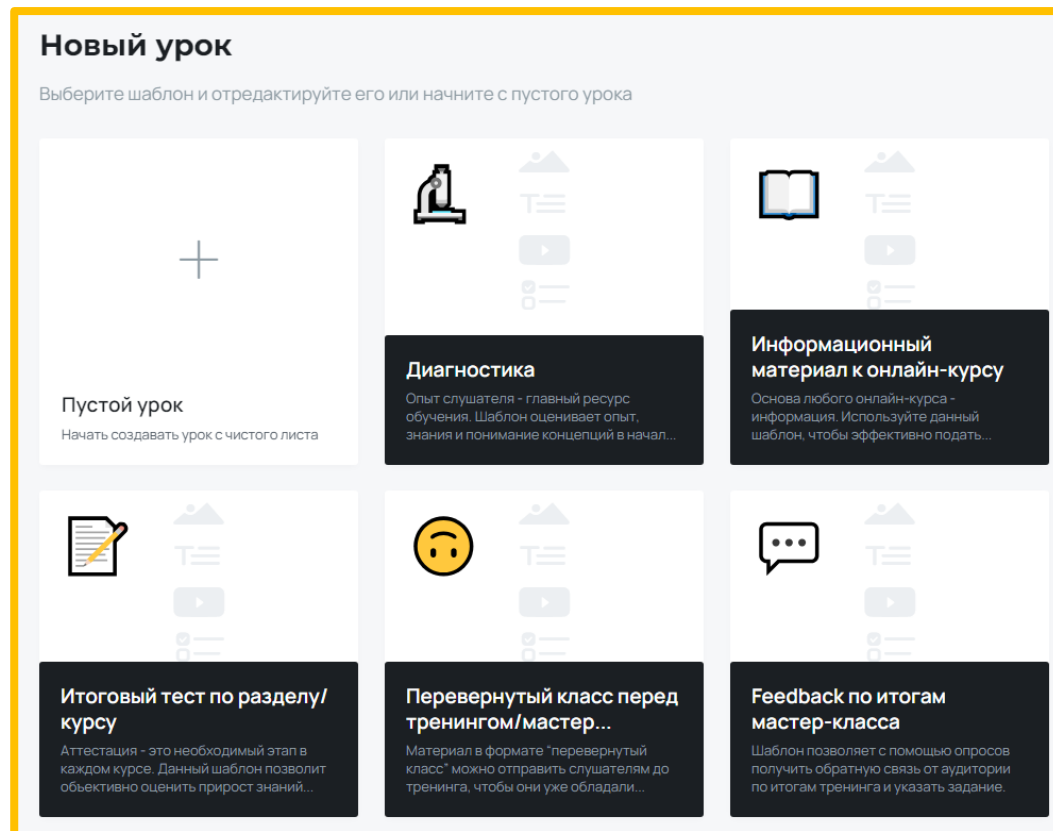 Новый урок
Выберите шаблон и отредактируйте его или начните с пустого урока
Пустой урок
Начать создавать урок с чистого листа
Диагностика
Опыт слушателя - главный ресурс
обучения. Шаблон оценивает опыт,
знания и понимание концепций в начал...
Информационный
материал к онлайн-курсу
Основа любого онлайн-курса -
информация. Используйте данный
шаблон, чтобы эффективно подать...
Итоговый тест по разделу/
курсу
Аттестация - это необходимый этап в
каждом курсе. Данный шаблон позволит
объективно оценить прирост знаний...
Перевернутый класс перед
тренингом/мастер...
Материал в формате "перевернутый
класс" можно отправить слушателям до
тренинга, чтобы они уже обладали...
Feedback по итогам
мастер-класса
Шаблон позволяет с помощью опросов
получить обратную связь от аудитории
по итогам тренинга и указать задание.